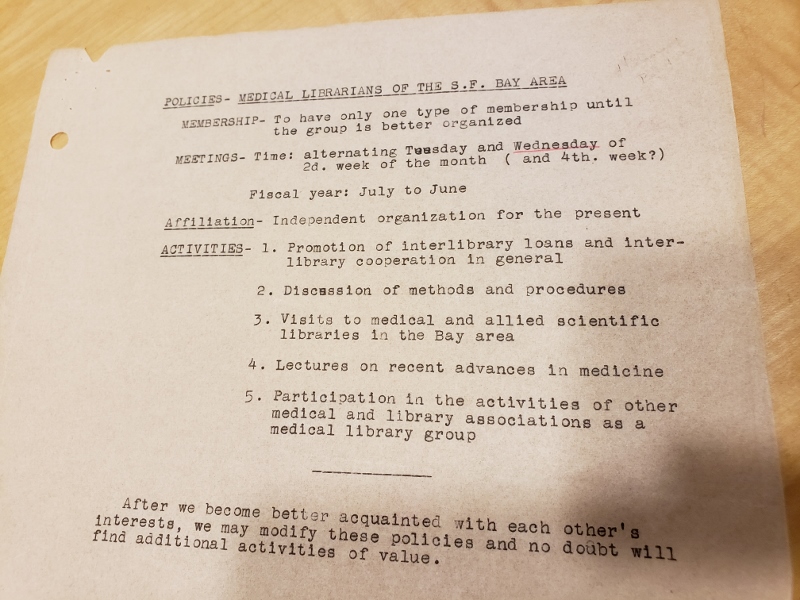 POLICIES- MEDICAL LIBRARIANS OF THE S.F. BAY AREA
MEMBERSHIP- To have only one type of membership until
the group is better organized
MEETINGS- Time: alternating Tuesday and Wednesday of
2d. week of the month ( and 4th. week?)
Fiscal year: July to June
Affiliation- Independent organization for the present
ACTIVITIES- 1. Promotion of interlibrary loans and inter-
library cooperation in general
2. Discussion of methods and procedures
3. Visits to medical and allied scientific
libraries in the Bay area
4. Lectures on recent advances in medicine
5. Participation in the activities of other
medical and library associations as a
medical library group
After we become better acquainted with each other's
interests, we may modify these policies and no doubt will
find additional activities of value.